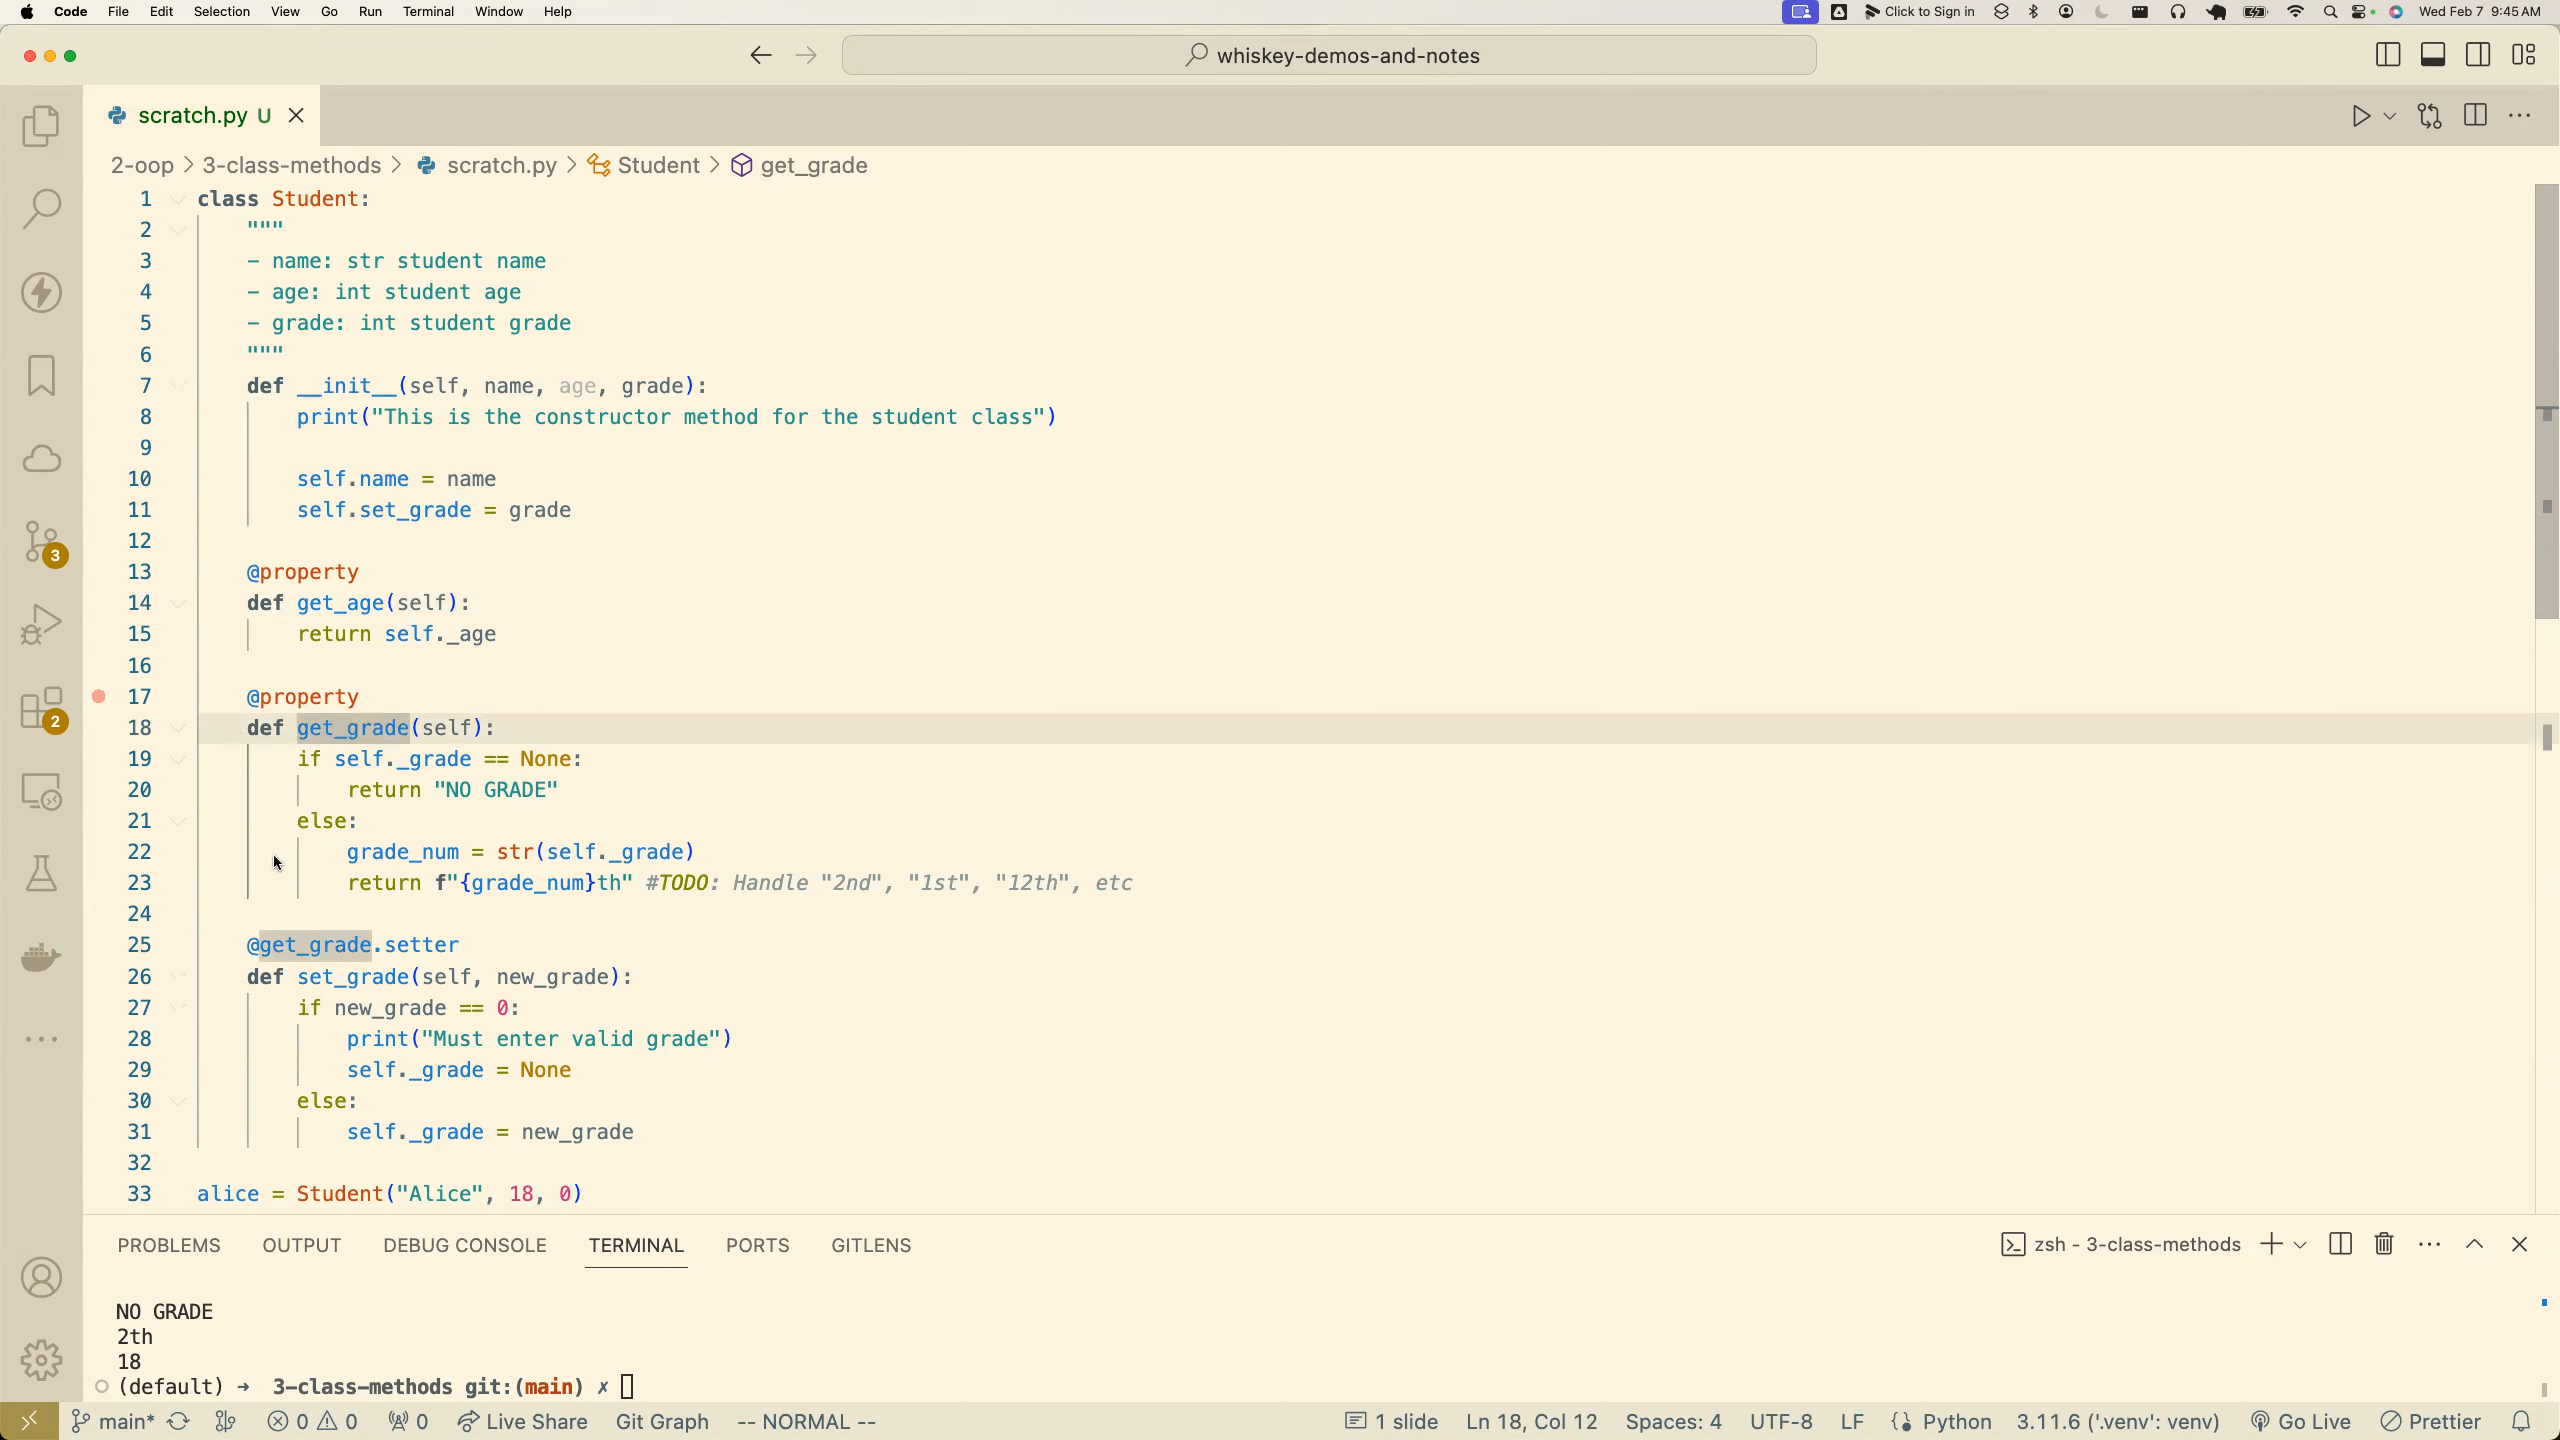 Code File Edit Selection View Go Run Terminal Window Help
Click to Sign in
Wed Feb 7 9:45 AM
whiskey-demos-and-notes
scratch.py U
2-oop > 3-class-methods > scratch.py > Student > get_grade
1 class Student:
2 """
3 - name: str student name
4 - age: int student age
5 - grade: int student grade
6 """
7 def __init__(self, name, age, grade):
8 print("This is the constructor method for the student class")
9
10 self.name = name
11 self.set_grade = grade
12
13 @property
14 def get_age(self):
15 return self._age
16
17 @property
18 def get_grade(self):
19 if self._grade == None:
20 return "NO GRADE"
21 else:
22 grade_num = str(self._grade)
23 return f"{grade_num}th" #TODO: Handle "2nd", "1st", "12th", etc
24
25 @get_grade.setter
26 def set_grade(self, new_grade):
27 if new_grade == 0:
28 print("Must enter valid grade")
29 self._grade = None
30 else:
31 self._grade = new_grade
32
33 alice = Student("Alice", 18, 0)
3
2
PROBLEMS OUTPUT DEBUG CONSOLE TERMINAL PORTS GITLENS
zsh - 3-class-methods
NO GRADE
2th
18
(default) → 3-class-methods git:(main) ✗
main* 0 0 0 Live Share Git Graph -- NORMAL -- 1 slide Ln 18, Col 12 Spaces: 4 UTF-8 LF Python 3.11.6 ('.venv': venv) Go Live Prettier